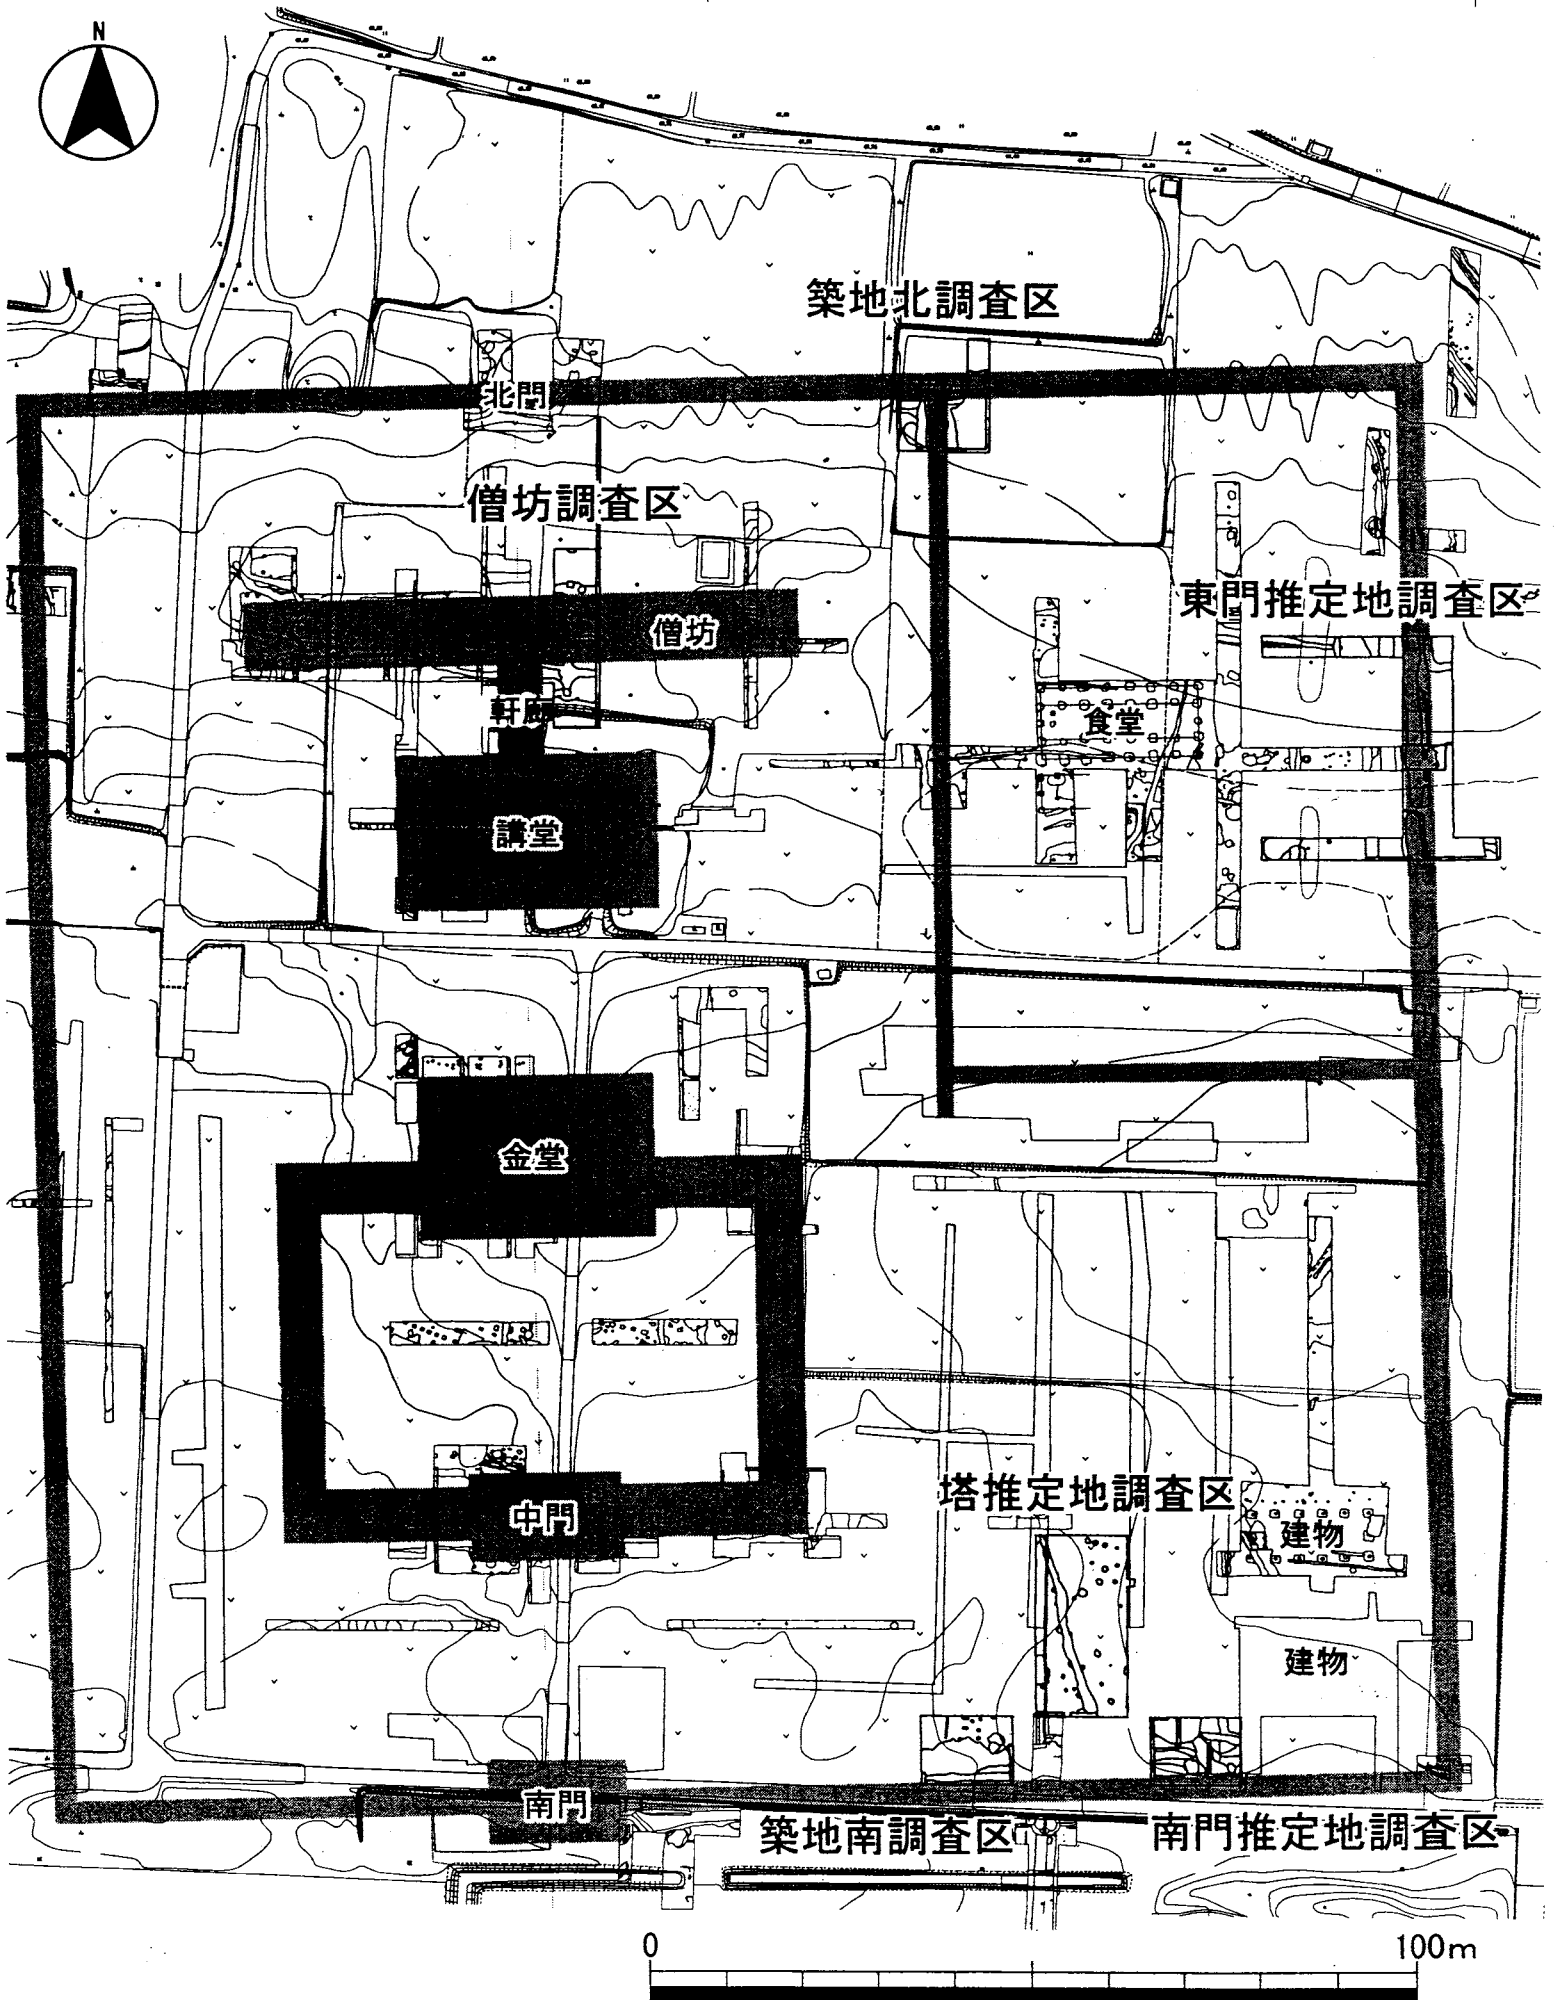 N
築地北調査区
北門
僧坊調査区
東門推定地調査区
僧坊
軒廊
食堂
講堂
金堂
塔推定地調査区
中門
建物
建物
南門
築地南調査区
南門推定地調査区
0
100m